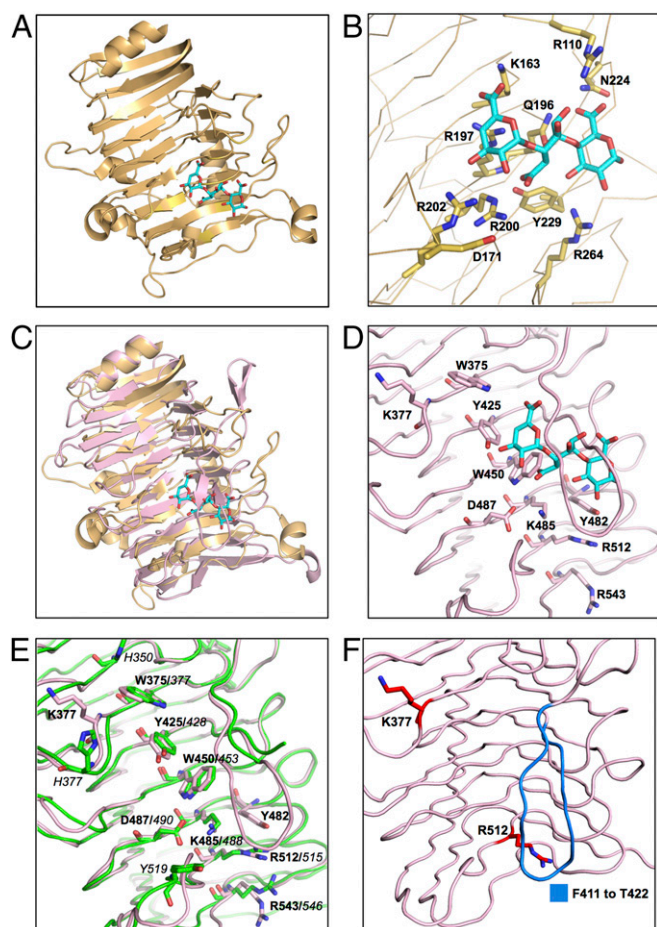 A
B
R110
K163
N224
Q196
R197
R202
R200
Y229
D171
R264
C
D
W375
K377
Y425
W450
D487
K485
Y482
R512
R543
E
H350
W375/377
K377
Y425/428
H377
W450/453
D487/490
Y482
K485/488
R512/515
Y519
R543/546
F
K377
R512
F411 to T422